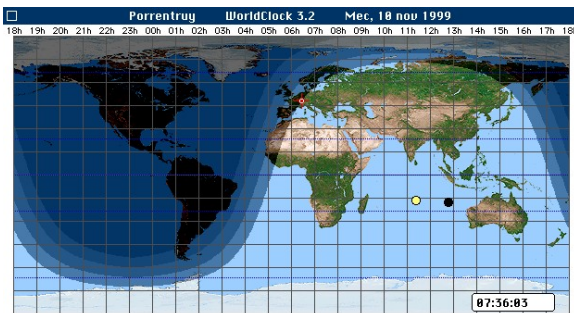 Porrentruy WorldClock 3.2 Mec, 10 nov 1999
18h 19h 20h 21h 22h 23h 00h 01h 02h 03h 04h 05h 06h 07h 08h 09h 10h 11h 12h 13h 14h 15h 16h 17h 18h
07:36:03